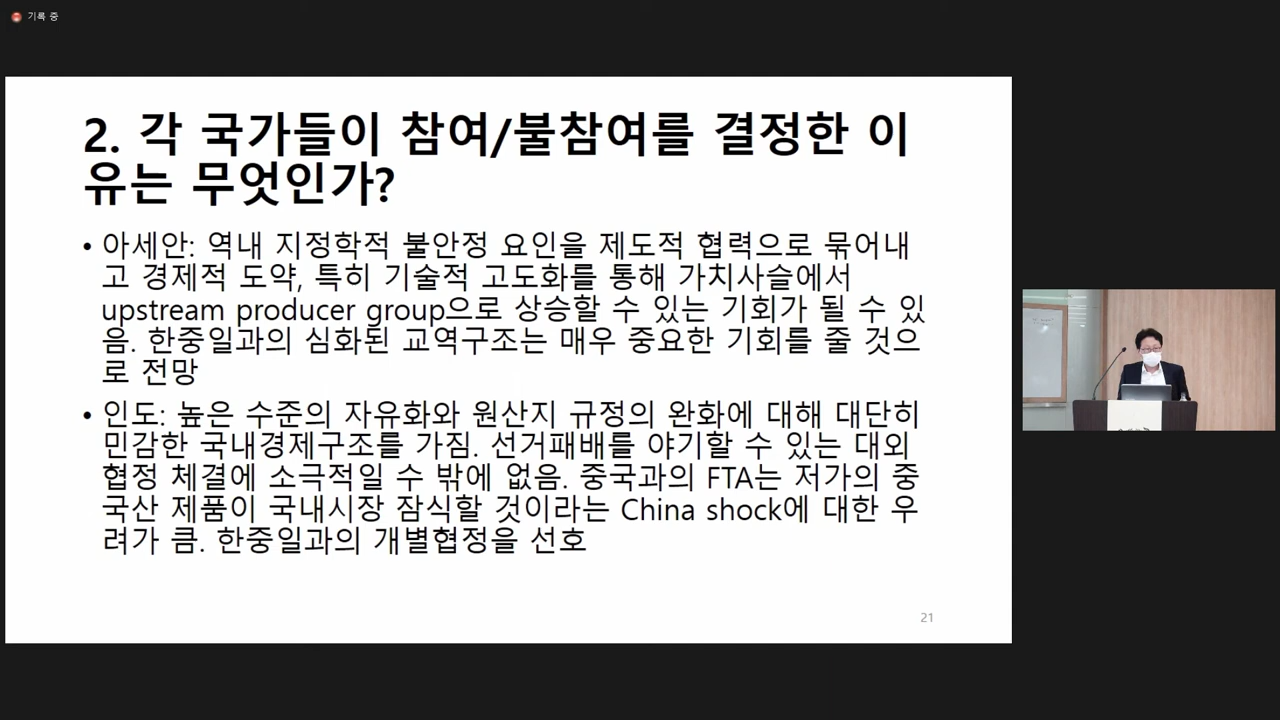 기록 중
2. 각 국가들이 참여/불참여를 결정한 이
유는 무엇인가?
• 아세안: 역내 지정학적 불안정 요인을 제도적 협력으로 묶어내
고 경제적 도약, 특히 기술적 고도화를 통해 가치사슬에서
upstream producer group으로 상승할 수 있는 기회가 될 수 있
음. 한중일과의 심화된 교역구조는 매우 중요한 기회를 줄 것으
로 전망
• 인도: 높은 수준의 자유화와 원산지 규정의 완화에 대해 대단히
민감한 국내경제구조를 가짐. 선거패배를 야기할 수 있는 대외
협정 체결에 소극적일 수 밖에 없음. 중국과의 FTA는 저가의 중
국산 제품이 국내시장 잠식할 것이라는 China shock에 대한 우
려가 큼. 한중일과의 개별협정을 선호
21